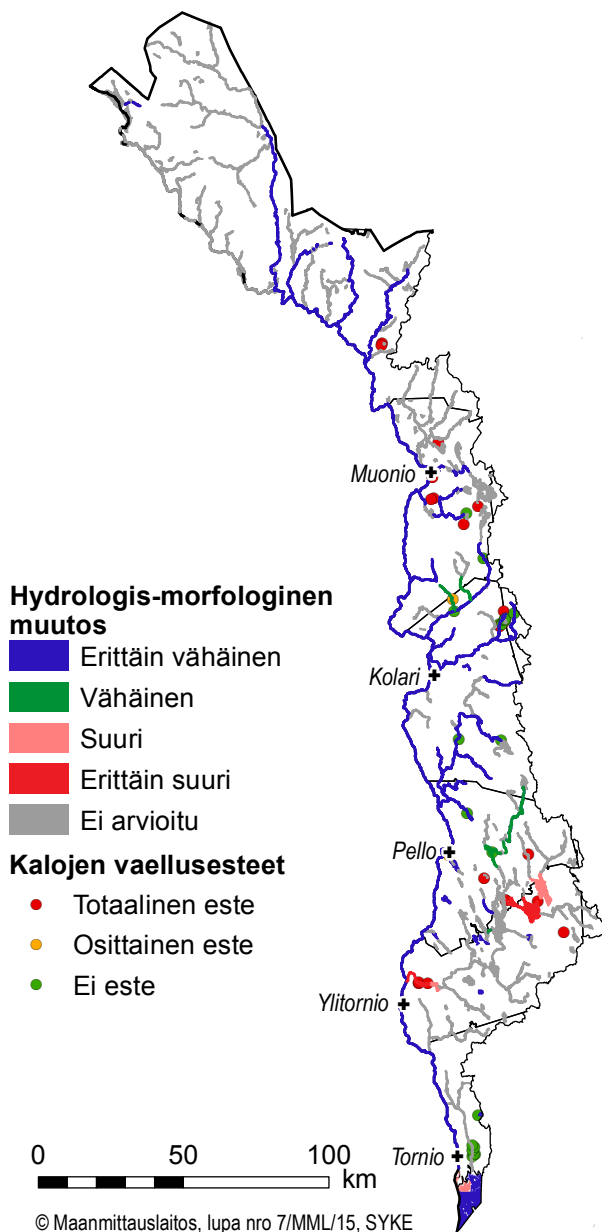 Muonio
Hydrologis-morfologinen
muutos
Erittäin vähäinen
Vähäinen
Suuri
Erittäin suuri
Ei arvioitu
Kalojen vaellusesteet
Totaalinen este
Osittainen este
Ei este
Kolari
Pello
Ylitornio
Tornio
0 50 100
km
© Maanmittauslaitos, lupa nro 7/MML/15, SYKE